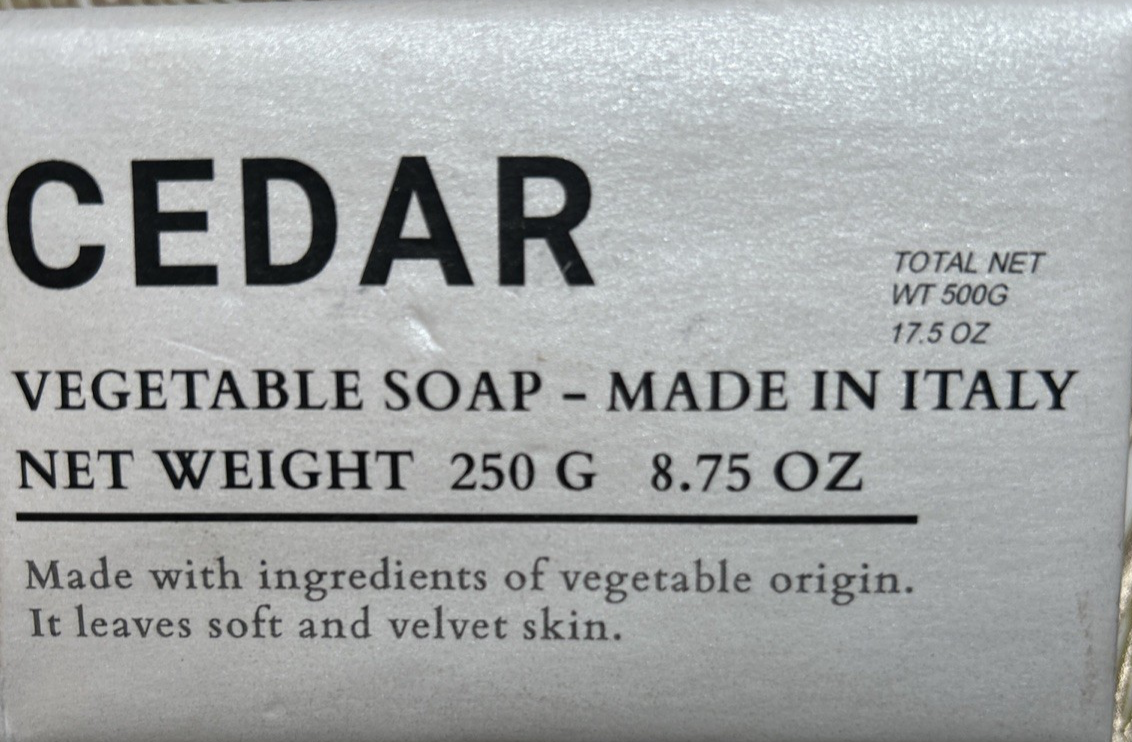 CEDAR
TOTAL NET
WT 500G
17.5 OZ
VEGETABLE SOAP – MADE IN ITALY
NET WEIGHT 250 G 8.75 OZ
Made with ingredients of vegetable origin.
It leaves soft and velvet skin.